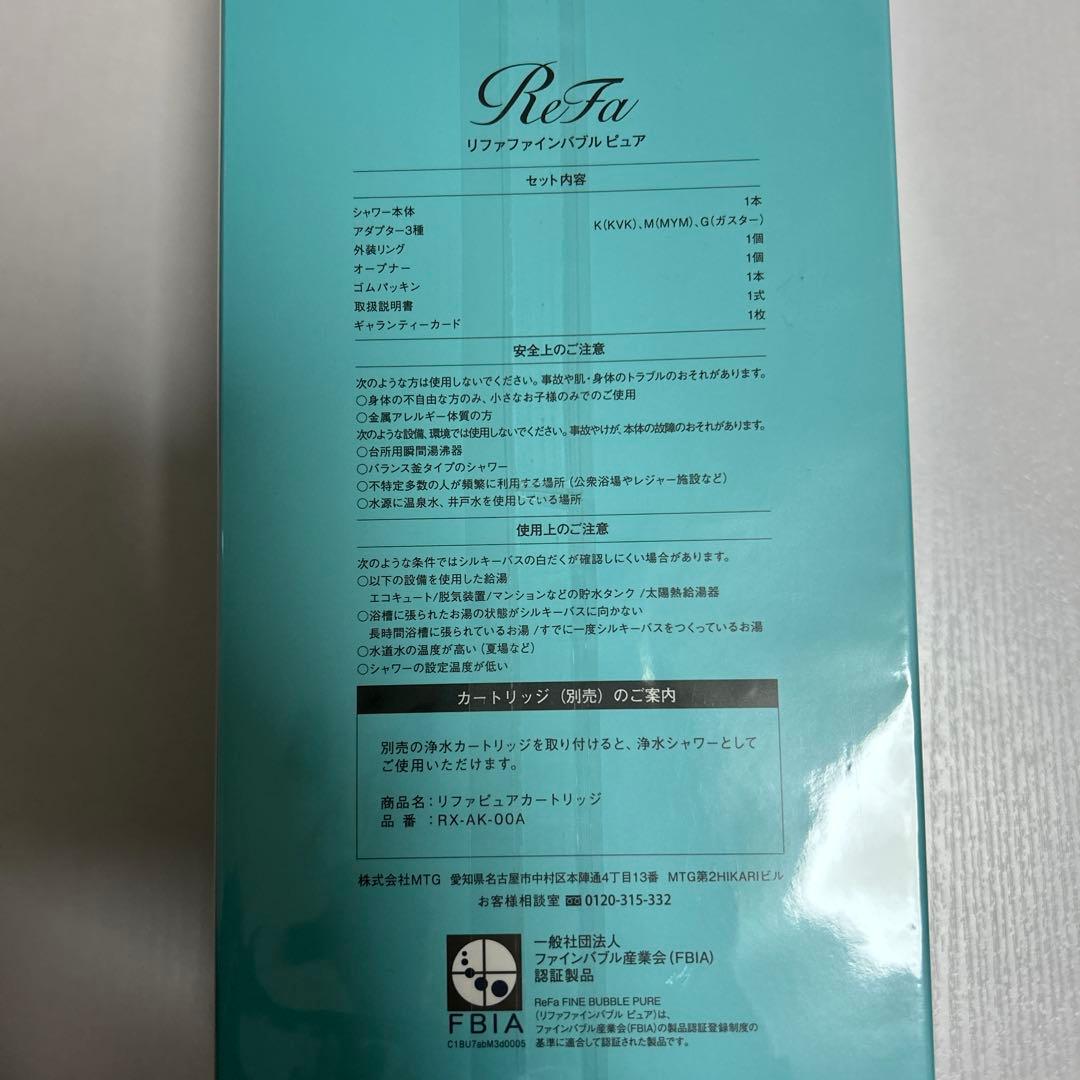 ReFa
リファファインバブル ピュア
セット内容
シャワー本体 1本
アダプター3種 K(KVK)、M(MYM)、G(ガスター)
外装リング 1個
オープナー 1個
ゴムパッキン 1本
取扱説明書 1式
ギャランティーカード 1枚
安全上のご注意
次のような方は使用しないでください。事故や肌・身体のトラブルのおそれがあります。
○身体の不自由な方のみ、小さなお子様のみでのご使用
○金属アレルギー体質の方
次のような設備、環境では使用しないでください。事故やけが、本体の故障のおそれがあります。
○台所用瞬間湯沸器
○バランス釜タイプのシャワー
○不特定多数の人が頻繁に利用する場所(公衆浴場やレジャー施設など)
○水源に温泉水、井戸水を使用している場所
使用上のご注意
次のような条件ではシルキーバスの白だくが確認しにくい場合があります。
○以下の設備を使用した給湯
エコキュート/脱気装置/マンションなどの貯水タンク/太陽熱給湯器
○浴槽に張られたお湯の状態がシルキーバスに向かない
長時間浴槽に張られているお湯/すでに一度シルキーバスをつくっているお湯
○水道水の温度が高い(夏場など)
○シャワーの設定温度が低い
カートリッジ(別売)のご案内
別売の浄水カートリッジを取り付けると、浄水シャワーとして
ご使用いただけます。
商品名:リファピュアカートリッジ
品番:RX-AK-00A
株式会社MTG 愛知県名古屋市中村区本陣通4丁目13番 MTG第2HIKARIビル
お客様相談室 0120-315-332
一般社団法人
ファインバブル産業会(FBIA)
認証製品
FBIA
C1BU7abM3d0005
ReFa FINE BUBBLE PURE
(リファファインバブル ピュア)は、
ファインバブル産業会(FBIA)の製品認証登録制度の
基準に適合して認証された製品です。